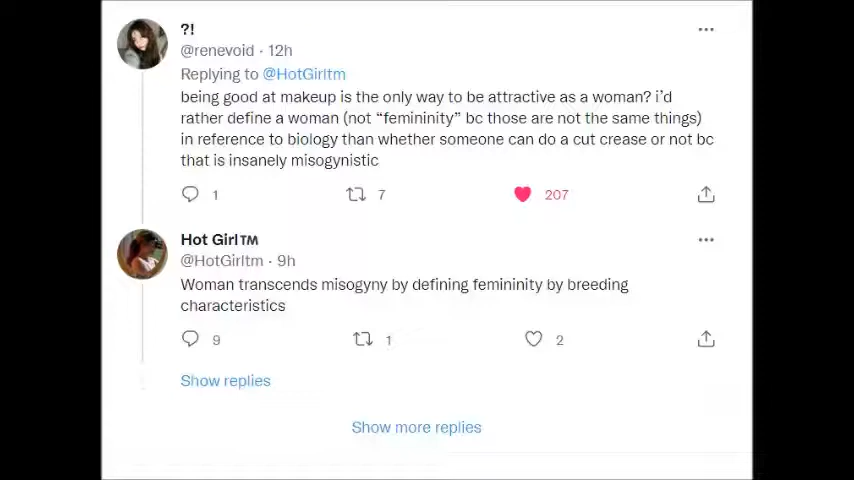 ?!
@renevoid · 12h
Replying to @HotGirltm
being good at makeup is the only way to be attractive as a woman? i'd
rather define a woman (not “femininity” bc those are not the same things)
in reference to biology than whether someone can do a cut crease or not bc
that is insanely misogynistic
1 7 207
Hot Girl™
@HotGirltm · 9h
Woman transcends misogyny by defining femininity by breeding
characteristics
9 1 2
Show replies
Show more replies